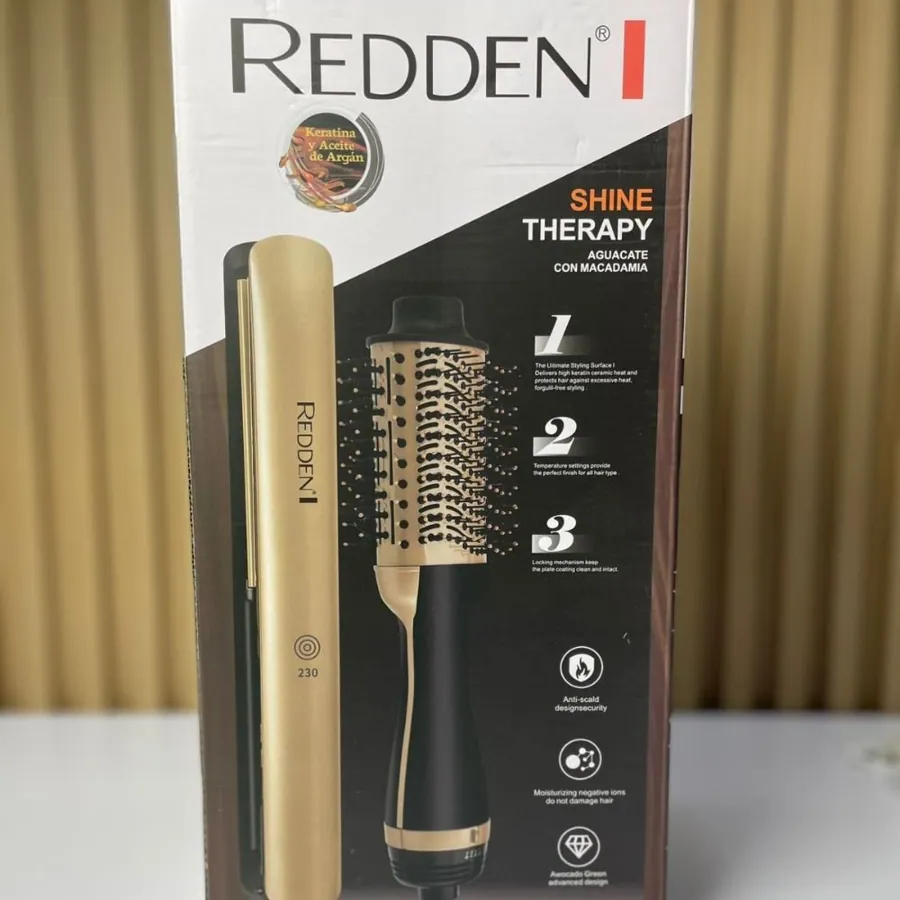 REDDEN®
Keratina
y Aceite
de Argán
SHINE
THERAPY
AGUACATE
CON MACADAMIA
1
The Ultimate Styling Surface I
Delivers high keratin ceramic heat and
protects hair against excessive heat,
forgull-free styling .
2
Temperature settings provide
the perfect finish for all hair type .
3
Locking mechanism keep
the plate coating clean and intact.
REDDEN
230
Anti-scald
designsecurity
Moisturizing negative ions
do not damage hair
Awocado Green
advanced design